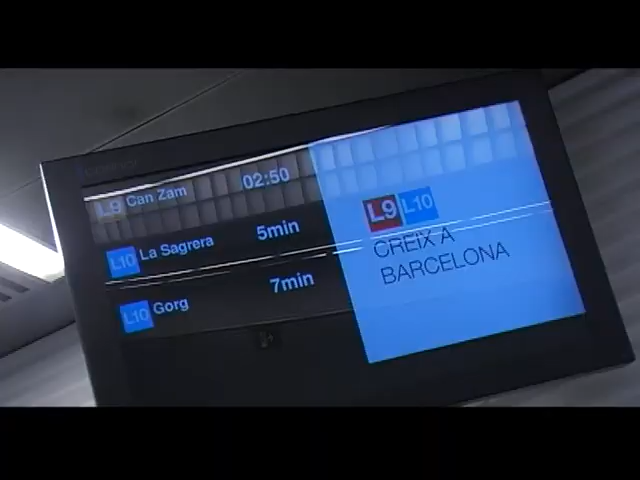 L9 Can Zam 02:50
L10 La Sagrera 5min
L10 Gorg 7min
L9 L10
CREIX A
BARCELONA